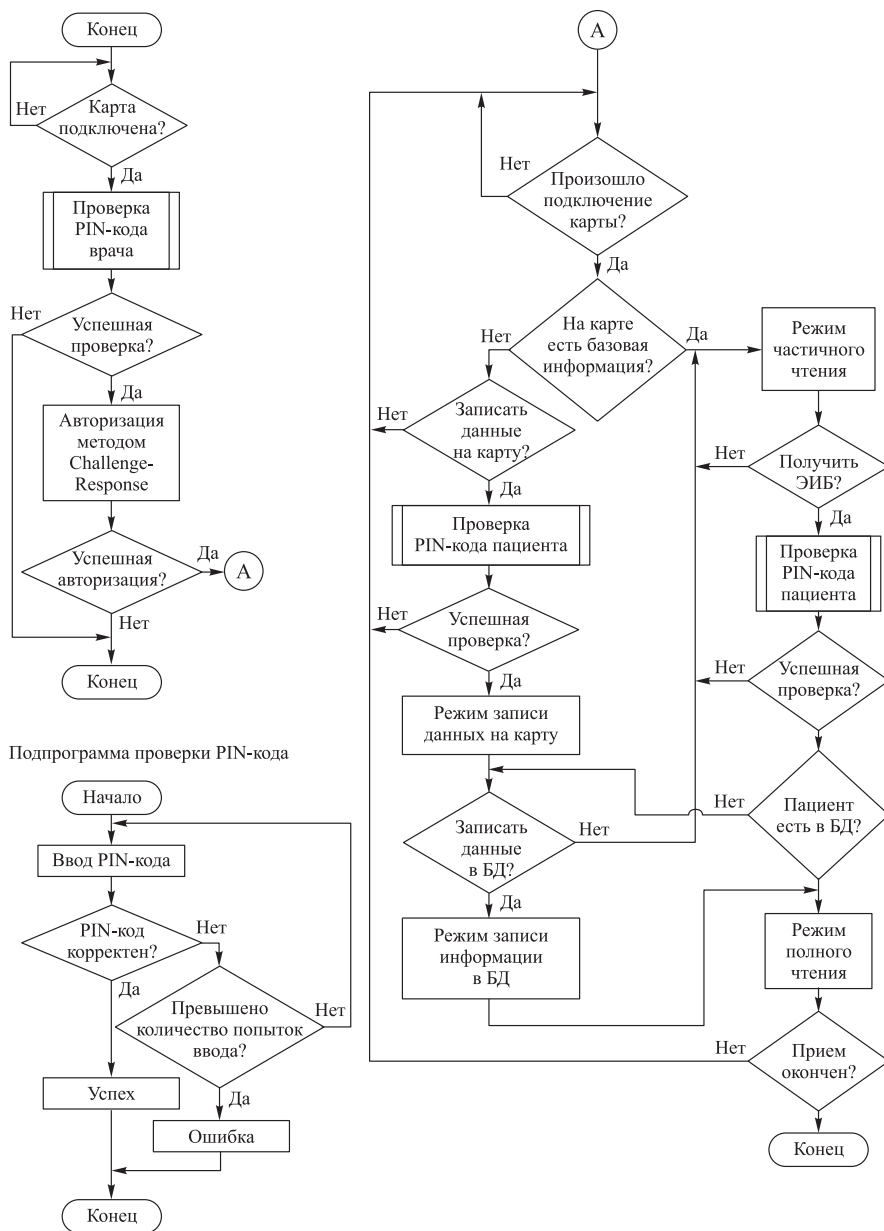 Конец
Нет
Карта
подключена?
Да
Проверка
PIN-кода
врача
Нет
Успешная
проверка?
Да
Авторизация
методом
Challenge-
Response
Успешная
авторизация?
Да
А
Нет
Конец
Подпрограмма проверки PIN-кода
Начало
Ввод PIN-кода
PIN-код
корректен?
Нет
Да
Превышено
количество попыток
ввода?
Нет
Успех
Да
Ошибка
Конец
А
Нет
Произошло
подключение
карты?
Да
На карте
есть базовая
информация?
Нет
Да
Записать
данные
на карту?
Нет
Да
Проверка
PIN-кода пациента
Нет
Успешная
проверка?
Да
Режим записи
данных на карту
Записать
данные
в БД?
Нет
Да
Режим записи
информации
в БД
Режим
частичного
чтения
Нет
Получить
ЭИБ?
Да
Проверка
PIN-кода
пациента
Нет
Успешная
проверка?
Да
Нет
Пациент
есть в БД?
Да
Режим
полного
чтения
Нет
Прием
окончен?
Да
Конец